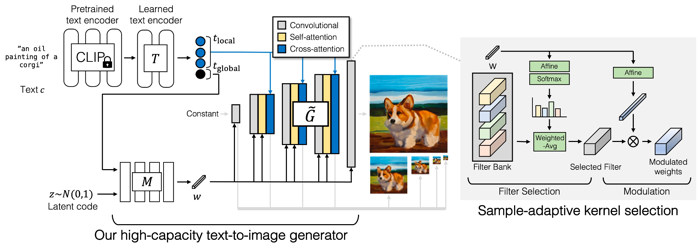 Pretrained
text encoder
Learned
text encoder
"an oil
painting of a
corgi"
CLIP
T
t_local
t_global
Text c
Convolutional
Self-attention
Cross-attention
Constant
G̃
M
w
z~N(0,1)
Latent code
Our high-capacity text-to-image generator
w
Affine
Softmax
Affine
Weighted
-Avg
Filter Bank
Selected Filter
Modulated
weights
Filter Selection
Modulation
Sample-adaptive kernel selection